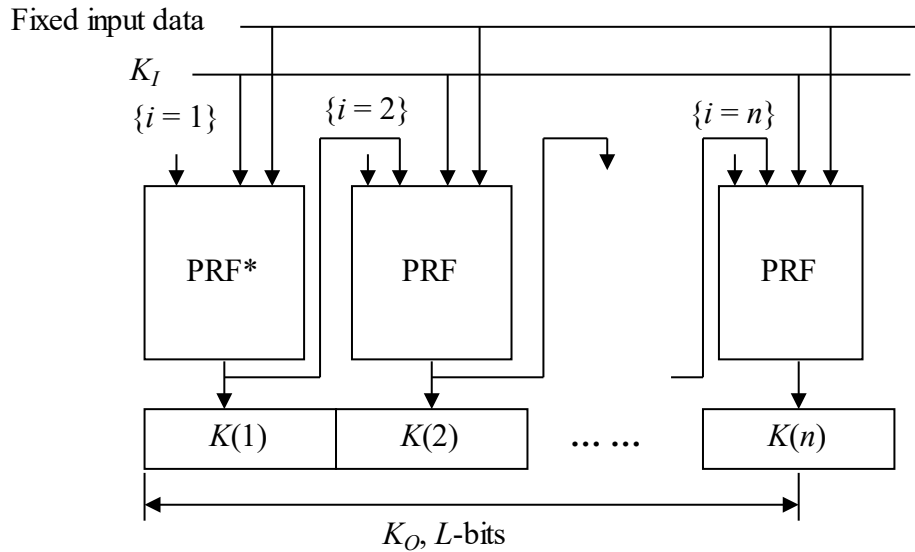 Fixed input data
K_I
{i = 1} {i = 2} {i = n}
PRF* PRF PRF
K(1) K(2) ... ... K(n)
K_O, L-bits